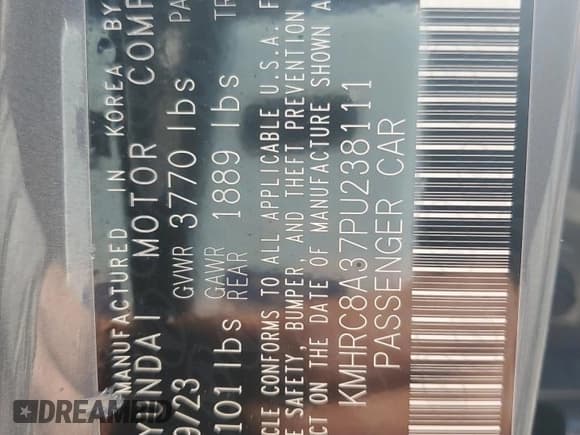 MANUFACTURED IN KOREA BY
YUNDAI MOTOR COMP
9/23 GVWR 3770 lbs PA
101 lbs GAWR REAR 1889 lbs TR
CLE CONFORMS TO ALL APPLICABLE U.S.A. F
E SAFETY, BUMPER, AND THEFT PREVENTION
CT ON THE DATE OF MANUFACTURE SHOWN A
KMHRC8A37PU238111
PASSENGER CAR
DREAMBID